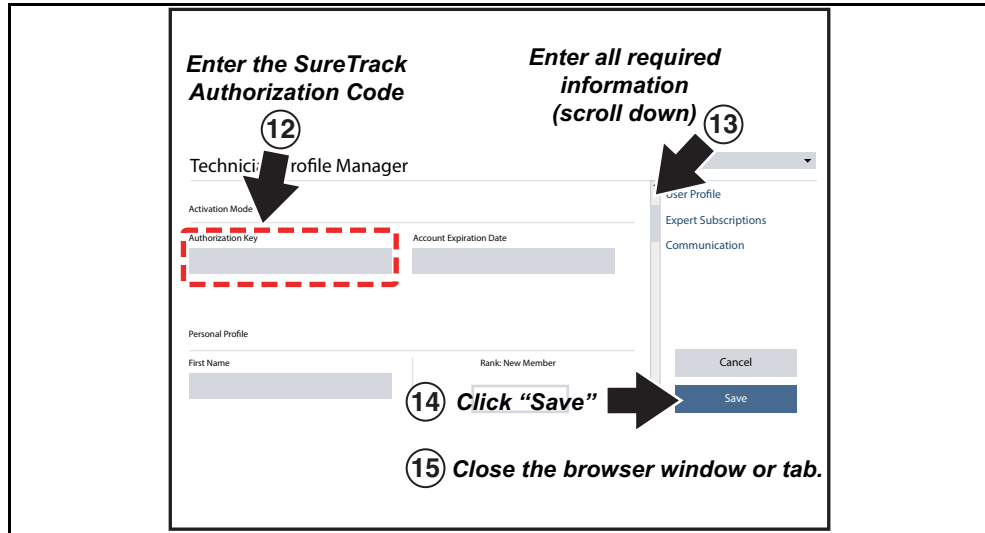 Enter the SureTrack
Authorization Code
12
Enter all required
information
(scroll down)
13
Technici rofile Manager
User Profile
Expert Subscriptions
Communication
Activation Mode
Authorization Key
Account Expiration Date
Personal Profile
First Name
Rank: New Member
Cancel
Save
14 Click “Save”
15 Close the browser window or tab.